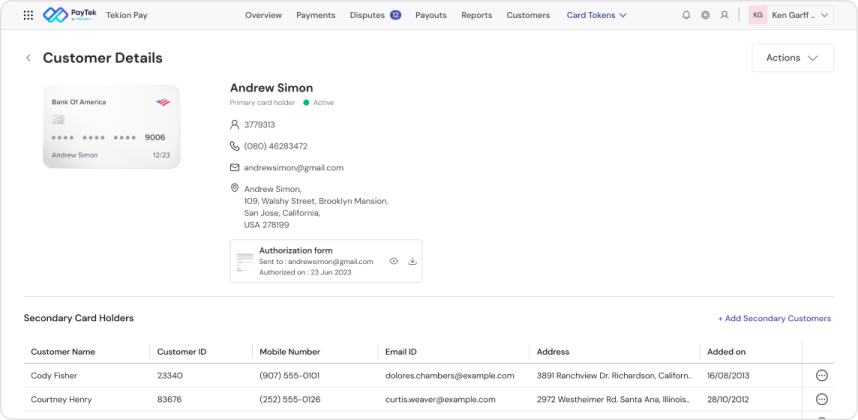 PayTek
Tekion Pay
Overview Payments Disputes 12 Payouts Reports Customers Card Tokens
KG Ken Garff ..
Customer Details
Actions
Bank Of America
9006
Andrew Simon 12/23
Andrew Simon
Primary card holder Active
3779313
(080) 46283472
andrewsimon@gmail.com
Andrew Simon,
109, Walshy Street, Brooklyn Mansion,
San Jose, California,
USA 278199
Authorization form
Sent to : andrewsimon@gmail.com
Authorized on : 23 Jun 2023
Secondary Card Holders
+ Add Secondary Customers
Customer Name Customer ID Mobile Number Email ID Address Added on
Cody Fisher 23340 (907) 555-0101 dolores.chambers@example.com 3891 Ranchview Dr. Richardson, Californ.. 16/08/2013
Courtney Henry 83676 (252) 555-0126 curtis.weaver@example.com 2972 Westheimer Rd. Santa Ana, Illinois.. 28/10/2012